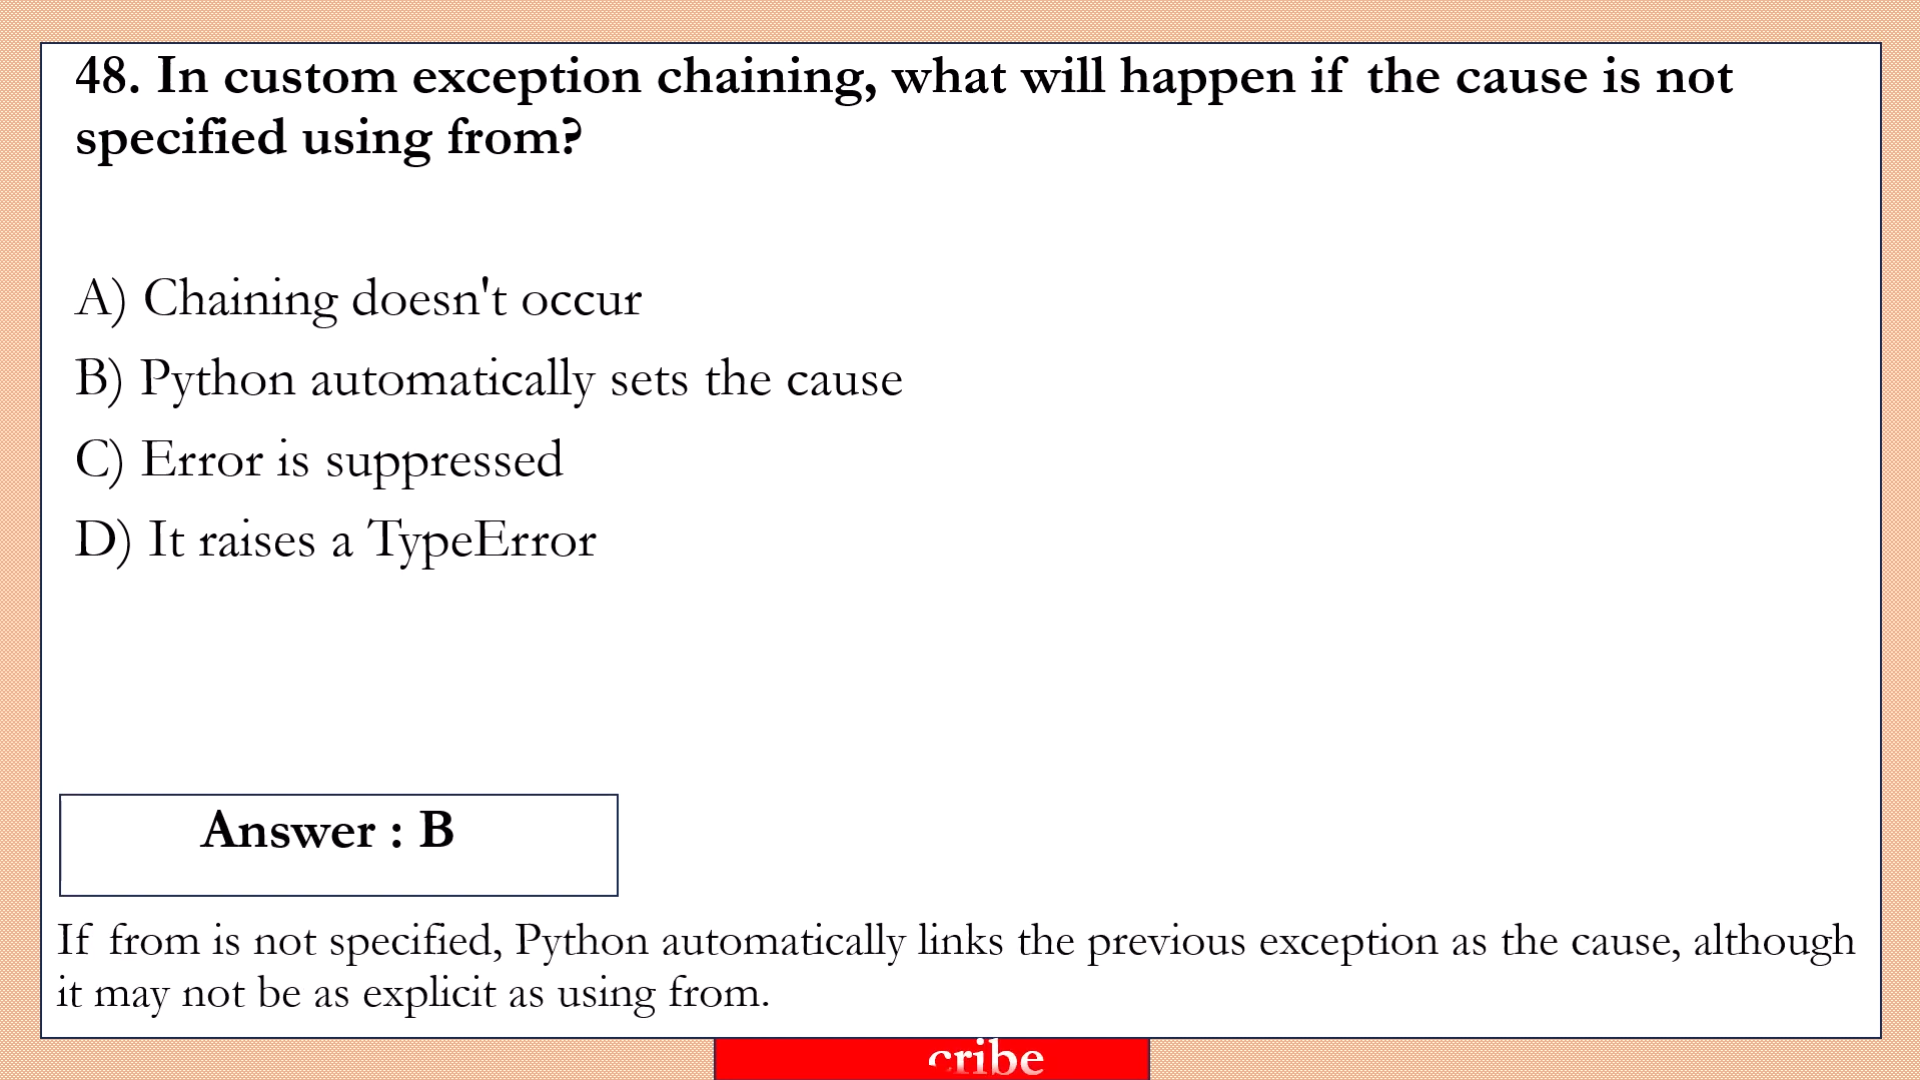 48. In custom exception chaining, what will happen if the cause is not
specified using from?
A) Chaining doesn't occur
B) Python automatically sets the cause
C) Error is suppressed
D) It raises a TypeError
Answer : B
If from is not specified, Python automatically links the previous exception as the cause, although
it may not be as explicit as using from.
cribe